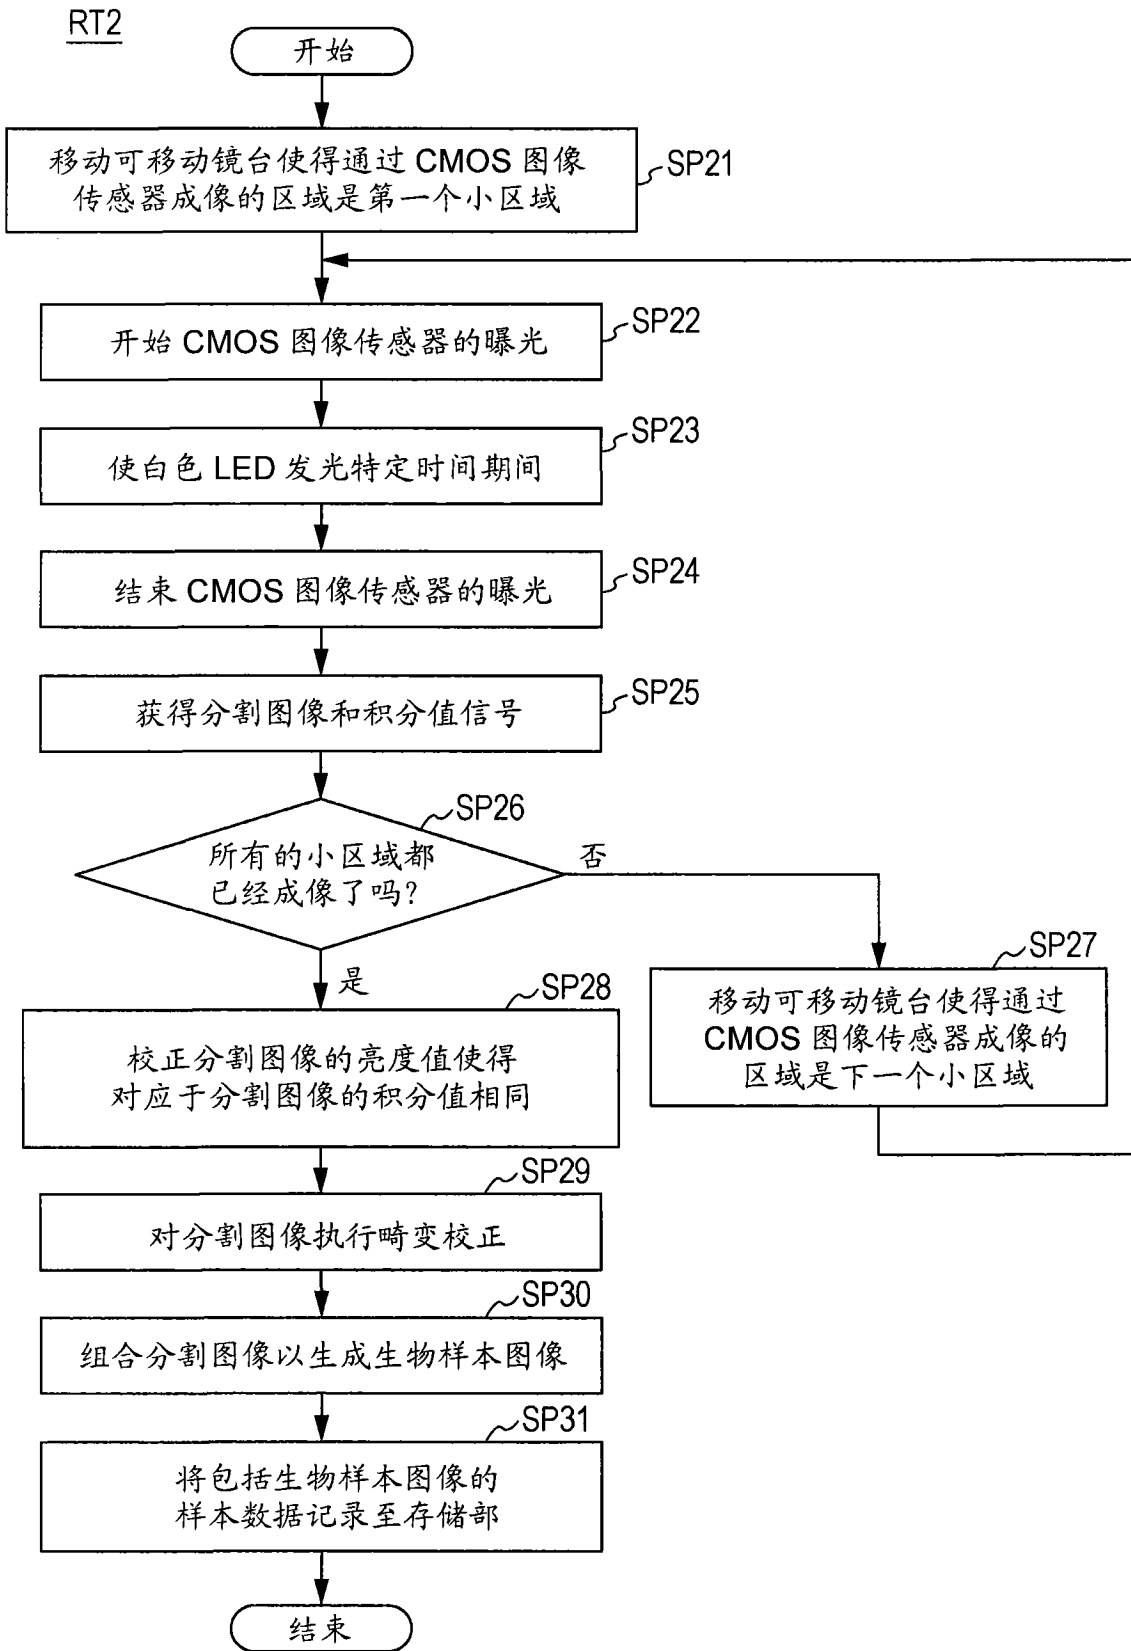 RT2
开始
移动可移动镜台使得通过 CMOS 图像
传感器成像的区域是第一个小区域
SP21
开始 CMOS 图像传感器的曝光
SP22
使白色 LED 发光特定时间期间
SP23
结束 CMOS 图像传感器的曝光
SP24
获得分割图像和积分值信号
SP25
所有的小区域都
已经成像了吗?
SP26
否
是
移动可移动镜台使得通过
CMOS 图像传感器成像的
区域是下一个小区域
SP27
校正分割图像的亮度值使得
对应于分割图像的积分值相同
SP28
对分割图像执行畸变校正
SP29
组合分割图像以生成生物样本图像
SP30
将包括生物样本图像的
样本数据记录至存储部
SP31
结束